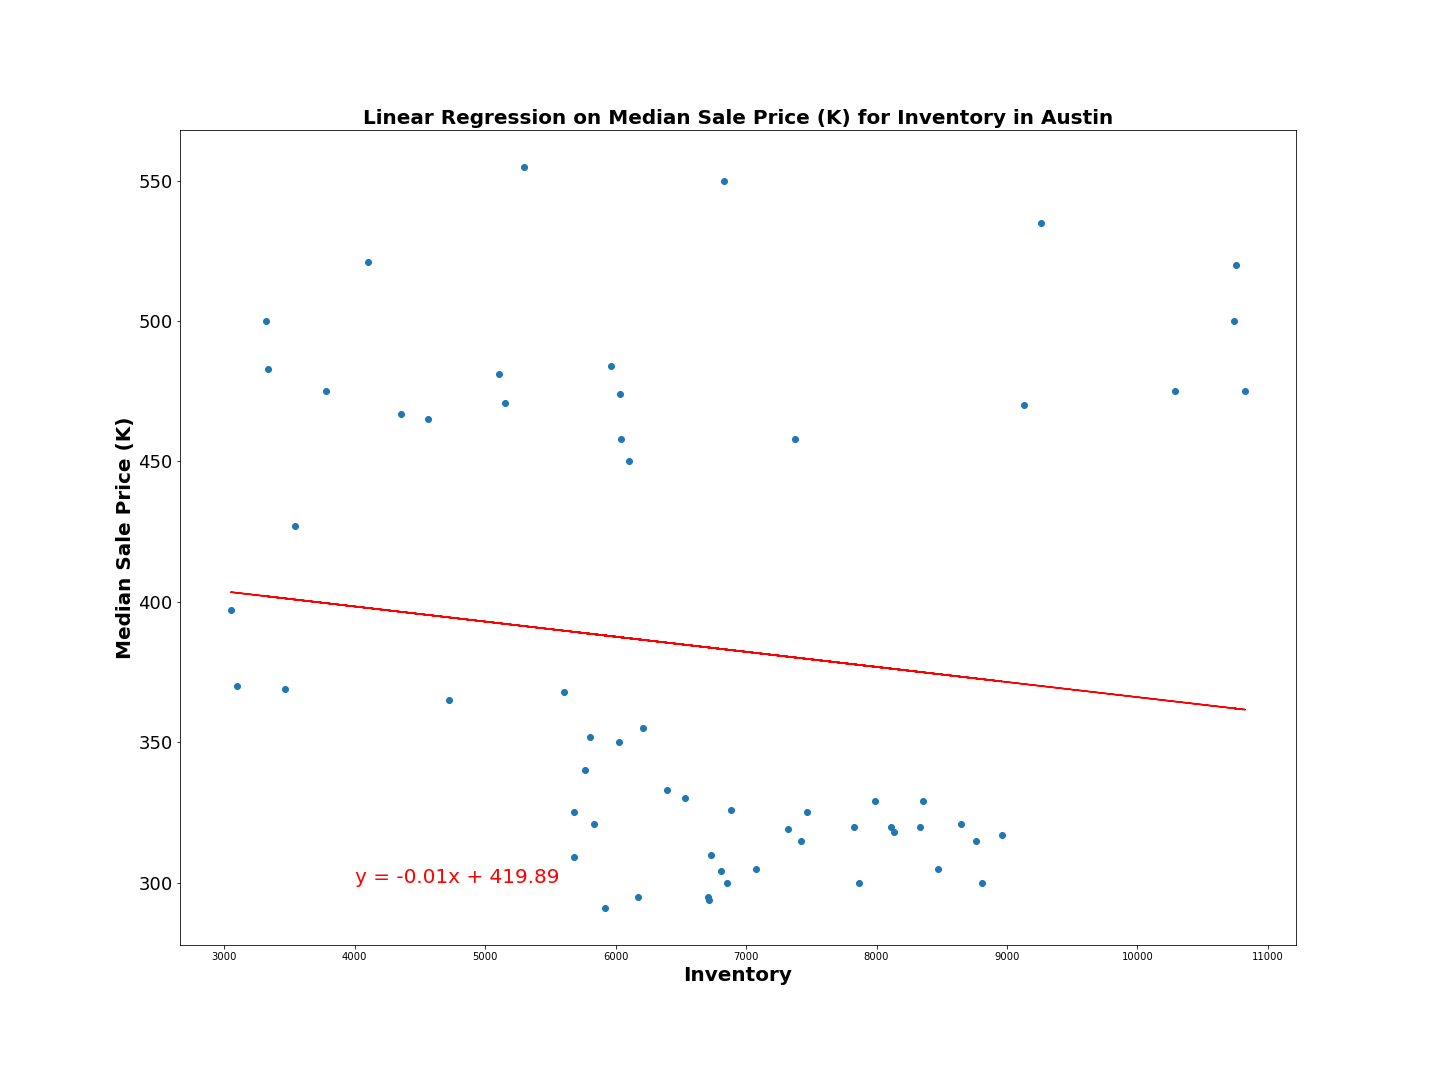 Linear Regression on Median Sale Price (K) for Inventory in Austin
Median Sale Price (K)
550
500
450
400
350
300
y = -0.01x + 419.89
3000 4000 5000 6000 7000 8000 9000 10000 11000
Inventory